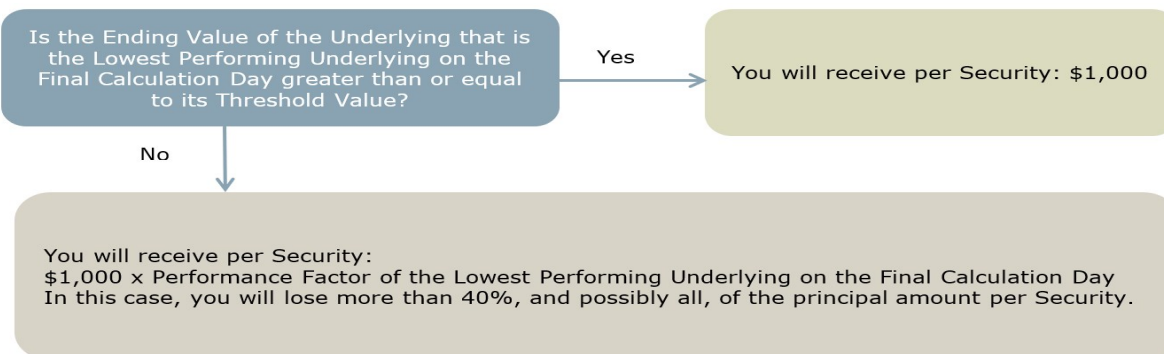 Is the Ending Value of the Underlying that is
the Lowest Performing Underlying on the
Final Calculation Day greater than or equal
to its Threshold Value?
Yes
You will receive per Security: $1,000
No
You will receive per Security:
$1,000 x Performance Factor of the Lowest Performing Underlying on the Final Calculation Day
In this case, you will lose more than 40%, and possibly all, of the principal amount per Security.